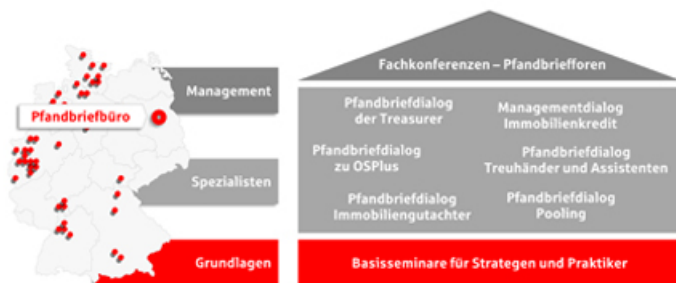 Pfandbriefbüro
Management
Spezialisten
Grundlagen
Fachkonferenzen – Pfandbriefforen
Pfandbriefdialog
der Treasurer
Managementdialog
Immobilienkredit
Pfandbriefdialog
zu OSPlus
Pfandbriefdialog
Treuhänder und Assistenten
Pfandbriefdialog
Immobiliengutachter
Pfandbriefdialog
Pooling
Basisseminare für Strategen und Praktiker